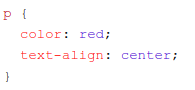 p {
  color: red;
  text-align: center;
}